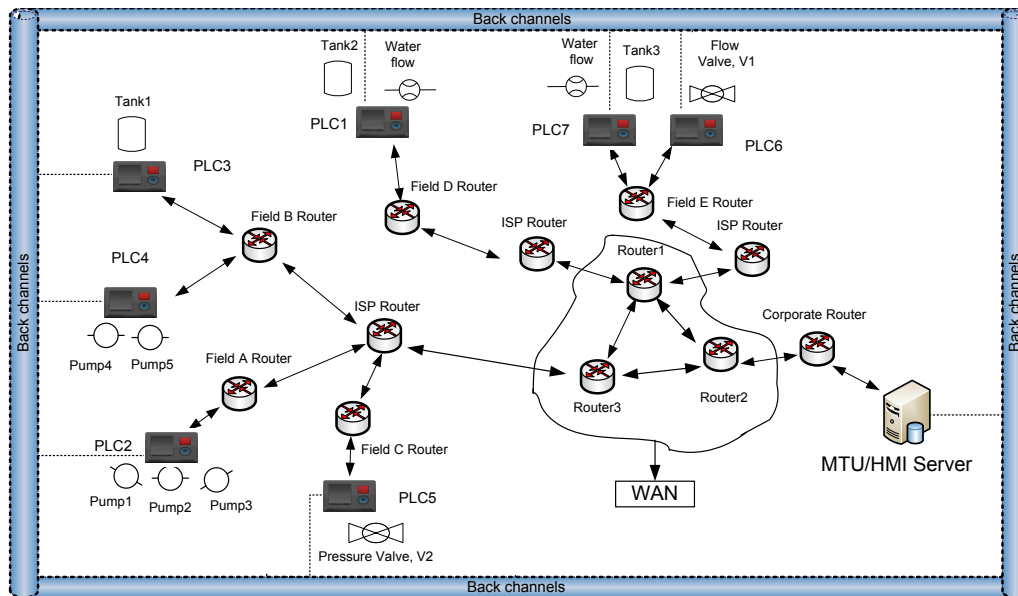 Back channels
Tank2
Water
flow
Water
flow
Tank3
Flow
Valve, V1
Tank1
PLC1
PLC7
PLC6
PLC3
Field D Router
Field E Router
Field B Router
ISP Router
ISP Router
Router1
PLC4
Back channels
Back channels
ISP Router
Corporate Router
Pump4
Pump5
Field A Router
Router3
Router2
PLC2
Field C Router
MTU/HMI Server
Pump1
Pump2
Pump3
PLC5
WAN
Pressure Valve, V2
Back channels